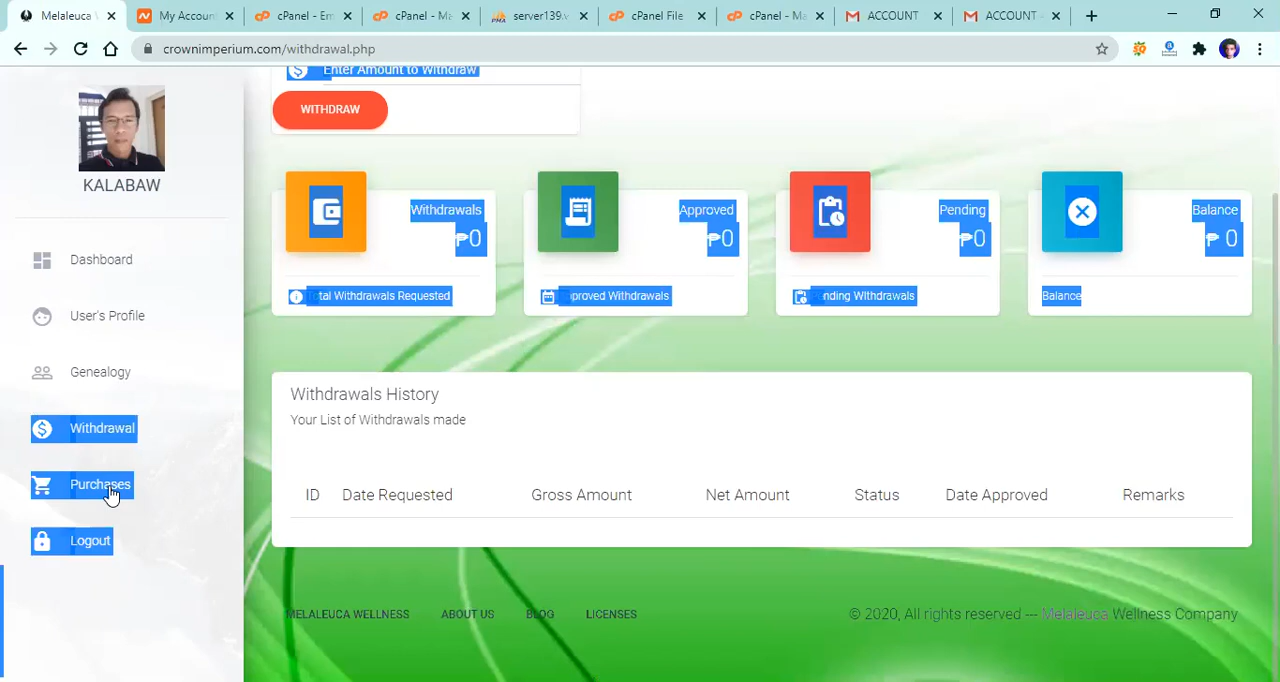 Melaleuca
My Accoun
cPanel - Em
cPanel - Ma
server139.v
cPanel File
cPanel - Ma
ACCOUNT
ACCOUNT -
crownimperium.com/withdrawal.php
KALABAW
Dashboard
User's Profile
Genealogy
Withdrawal
Purchases
Logout
Enter Amount to Withdraw
WITHDRAW
Withdrawals
₱0
Total Withdrawals Requested
Approved
₱0
Approved Withdrawals
Pending
₱0
Pending WIthdrawals
Balance
₱ 0
Balance
Withdrawals History
Your List of Withdrawals made
ID Date Requested Gross Amount Net Amount Status Date Approved Remarks
MELALEUCA WELLNESS ABOUT US BLOG LICENSES
© 2020, All rights reserved --- Melaleuca Wellness Company